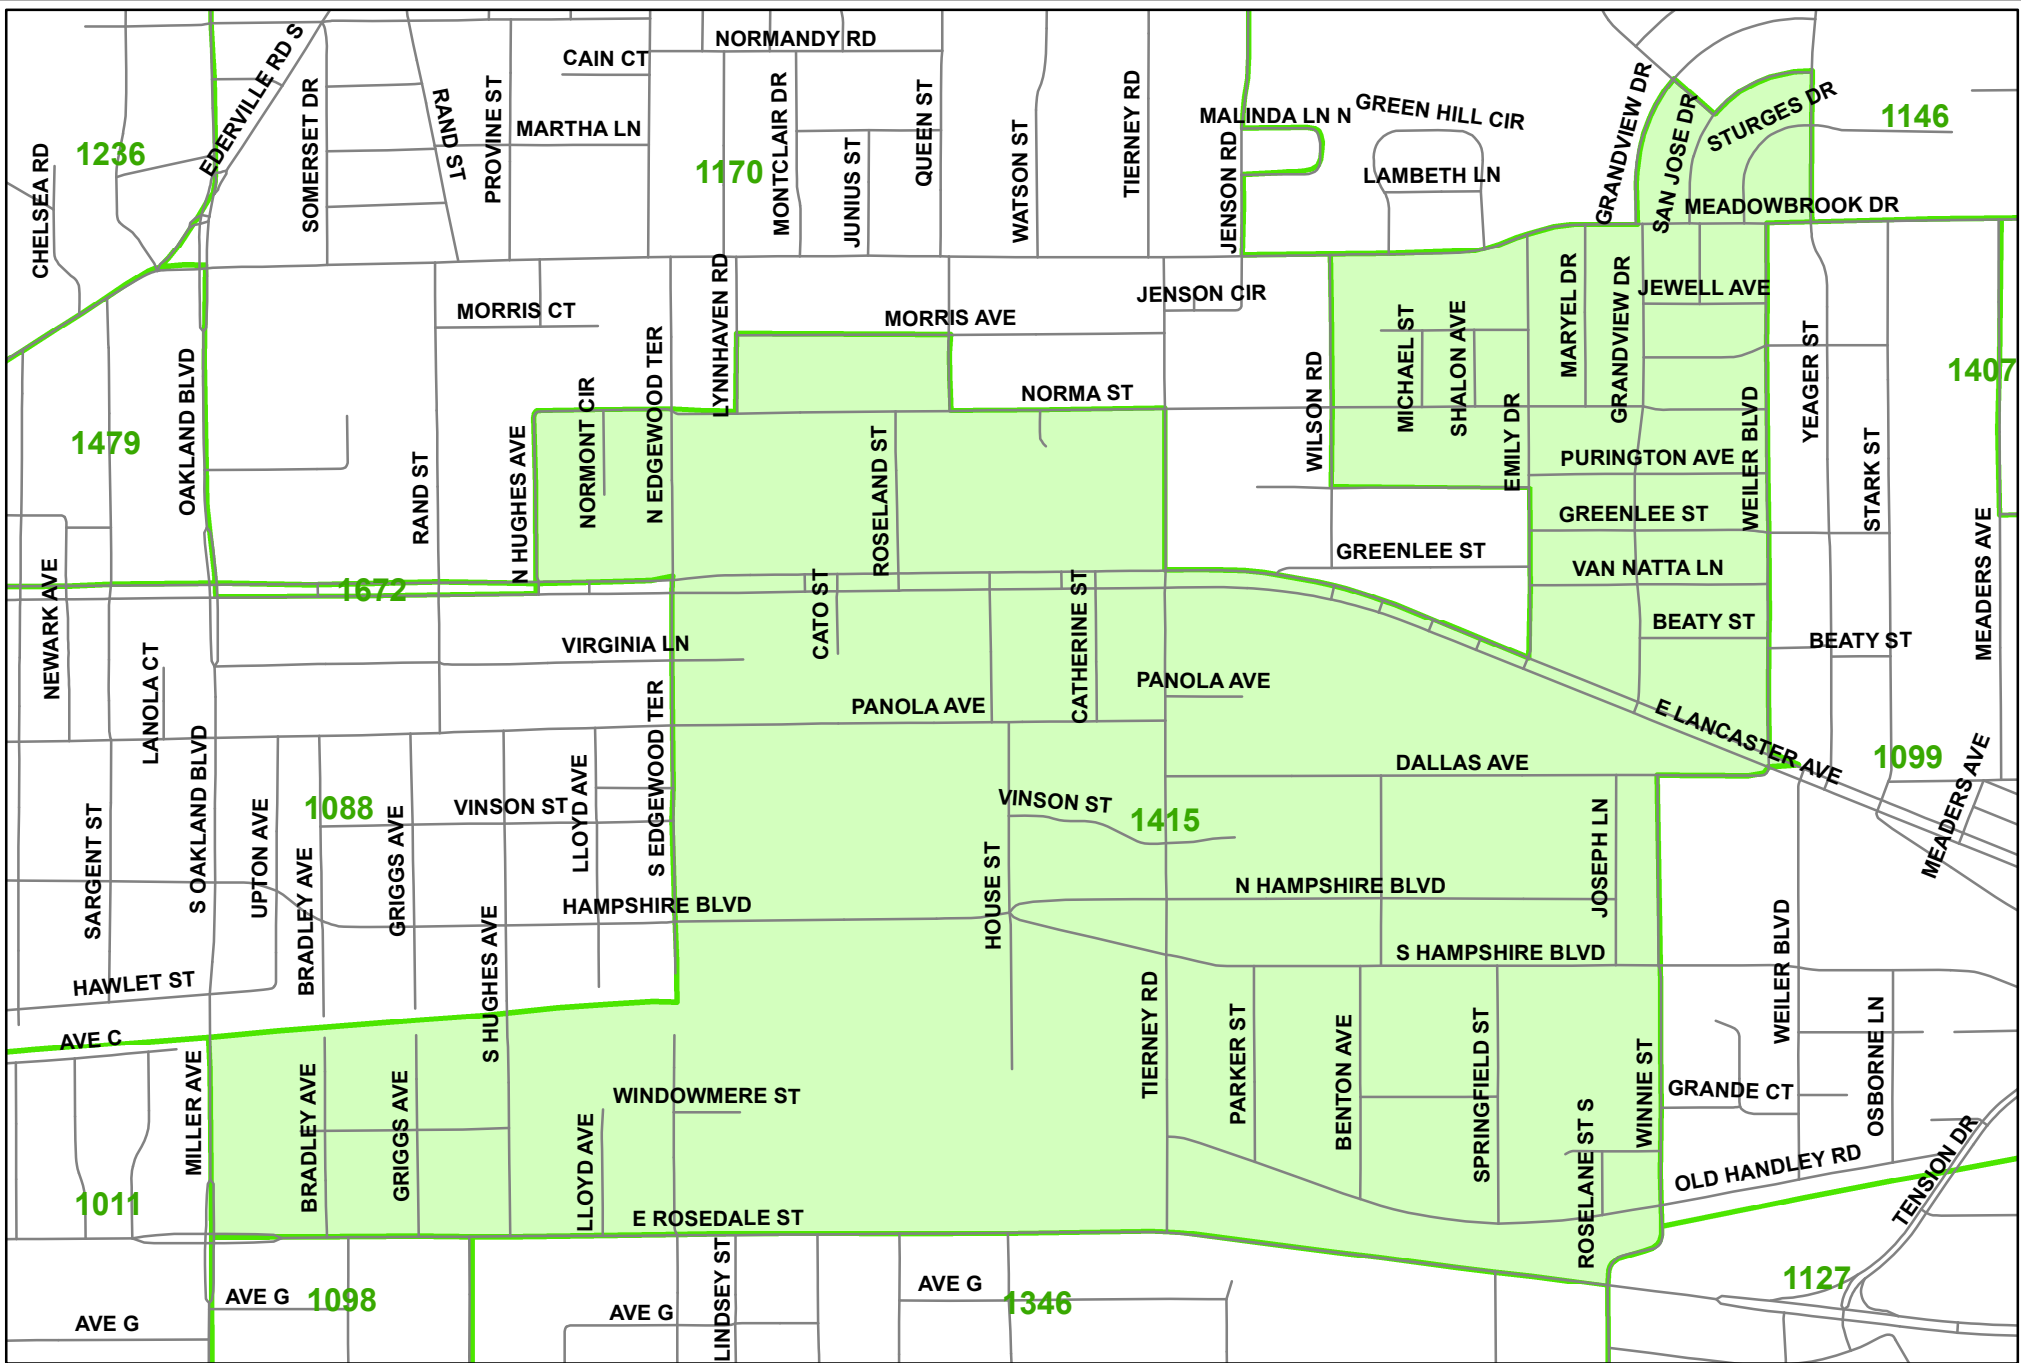 NORMANDY RD
CAIN CT
EDERVILLE RD S
SOMERSET DR
RAND ST
PROVINE ST
MARTHA LN
MONTCLAIR DR
JUNIUS ST
QUEEN ST
WATSON ST
TIERNEY RD
JENSON RD
MALINDA LN N
GREEN HILL CIR
LAMBETH LN
GRANDVIEW DR
SAN JOSE DR
STURGES DR
1146
1236
1170
CHELSEA RD
MEADOWBROOK DR
JENSON CIR
JEWELL AVE
MORRIS CT
MORRIS AVE
LYNNHAVEN RD
N EDGEWOOD TER
OAKLAND BLVD
MICHAEL ST
SHALON AVE
MARYEL DR
GRANDVIEW DR
YEAGER ST
1407
NORMA ST
WILSON RD
NORMONT CIR
N HUGHES AVE
ROSELAND ST
EMILY DR
WEILER BLVD
1479
RAND ST
PURINGTON AVE
STARK ST
GREENLEE ST
GREENLEE ST
VAN NATTA LN
MEADERS AVE
NEWARK AVE
1672
CATO ST
CATHERINE ST
VIRGINIA LN
BEATY ST
BEATY ST
LANOLA CT
PANOLA AVE
PANOLA AVE
S EDGEWOOD TER
E LANCASTER AVE
S OAKLAND BLVD
DALLAS AVE
1099
MEADERS AVE
UPTON AVE
1088
VINSON ST
LLOYD AVE
VINSON ST
1415
JOSEPH LN
SARGENT ST
GRIGGS AVE
BRADLEY AVE
HOUSE ST
N HAMPSHIRE BLVD
HAMPSHIRE BLVD
S HUGHES AVE
S HAMPSHIRE BLVD
WEILER BLVD
HAWLET ST
TIERNEY RD
OSBORNE LN
AVE C
PARKER ST
BENTON AVE
SPRINGFIELD ST
WINNIE ST
MILLER AVE
BRADLEY AVE
GRIGGS AVE
WINDOWMERE ST
GRANDE CT
LLOYD AVE
ROSELANE ST S
OLD HANDLEY RD
TENSION DR
1011
E ROSEDALE ST
LINDSEY ST
AVE G
1098
AVE G
1346
1127
AVE G
AVE G